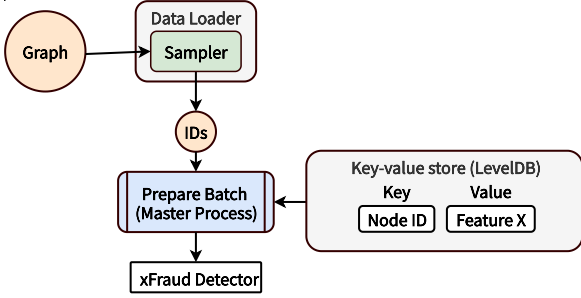 Data Loader
Graph
Sampler
IDs
Key-value store (LevelDB)
Key Value
Node ID Feature X
Prepare Batch
(Master Process)
xFraud Detector